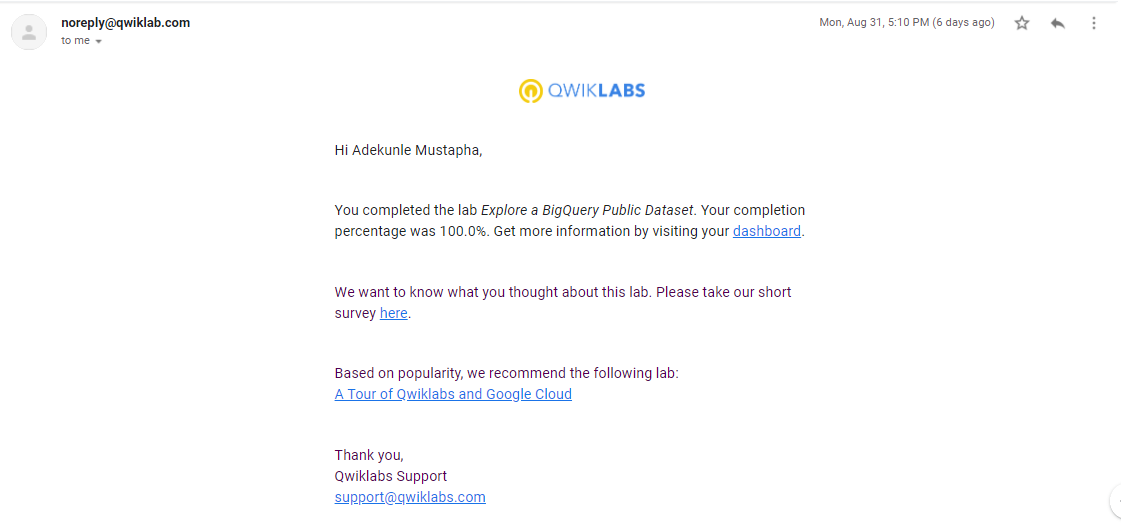 noreply@qwiklab.com
Mon, Aug 31, 5:10 PM (6 days ago)
to me
QWIKLABS
Hi Adekunle Mustapha,
You completed the lab Explore a BigQuery Public Dataset. Your completion
percentage was 100.0%. Get more information by visiting your dashboard.
We want to know what you thought about this lab. Please take our short
survey here.
Based on popularity, we recommend the following lab:
A Tour of Qwiklabs and Google Cloud
Thank you,
Qwiklabs Support
support@qwiklabs.com